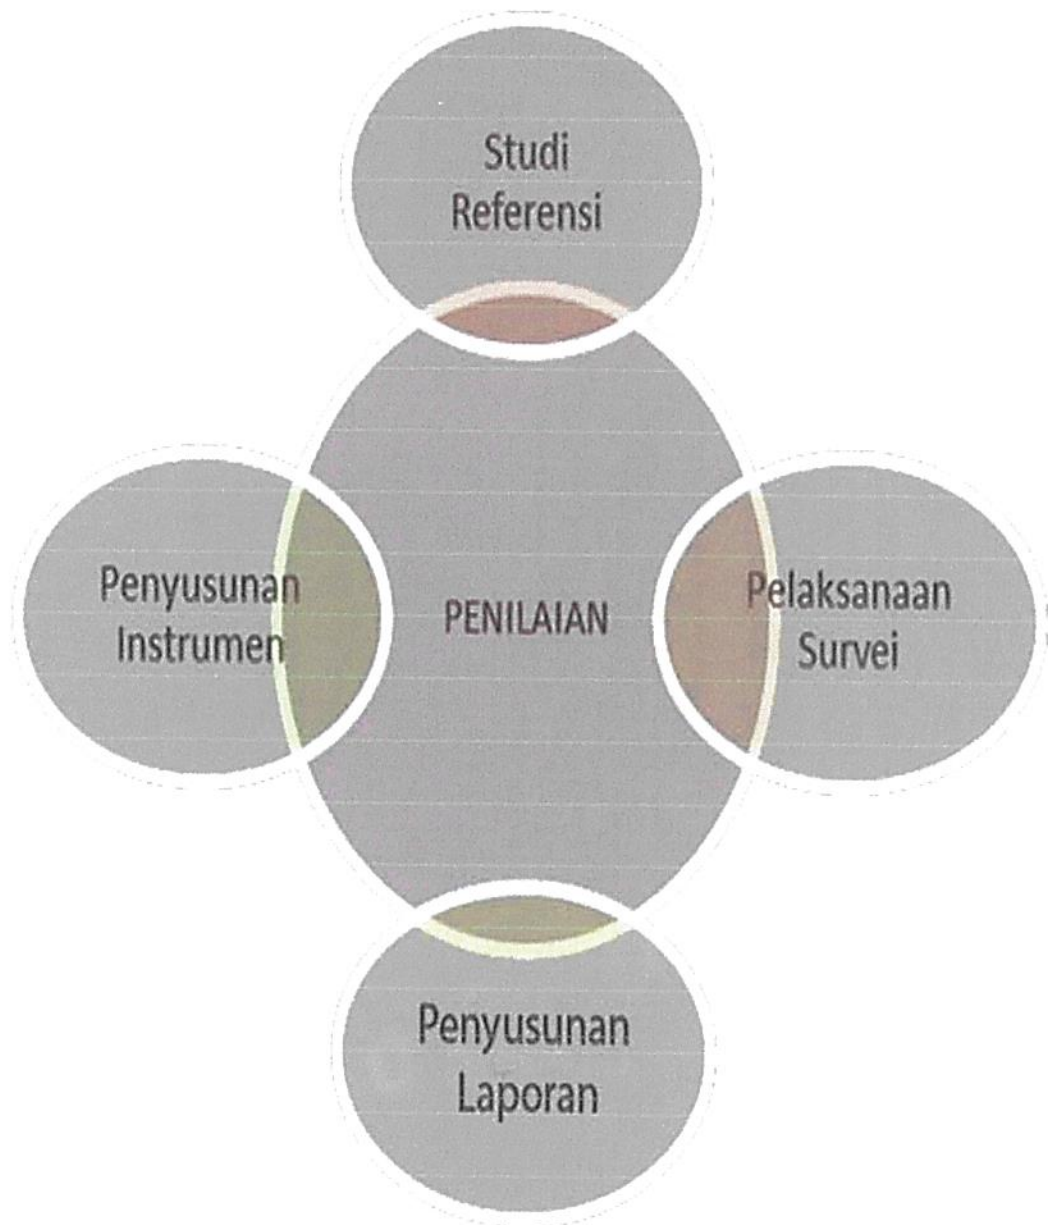 Studi
Referensi
Penyusunan
Instrumen
PENILAIAN
Pelaksanaan
Survei
Penyusunan
Laporan